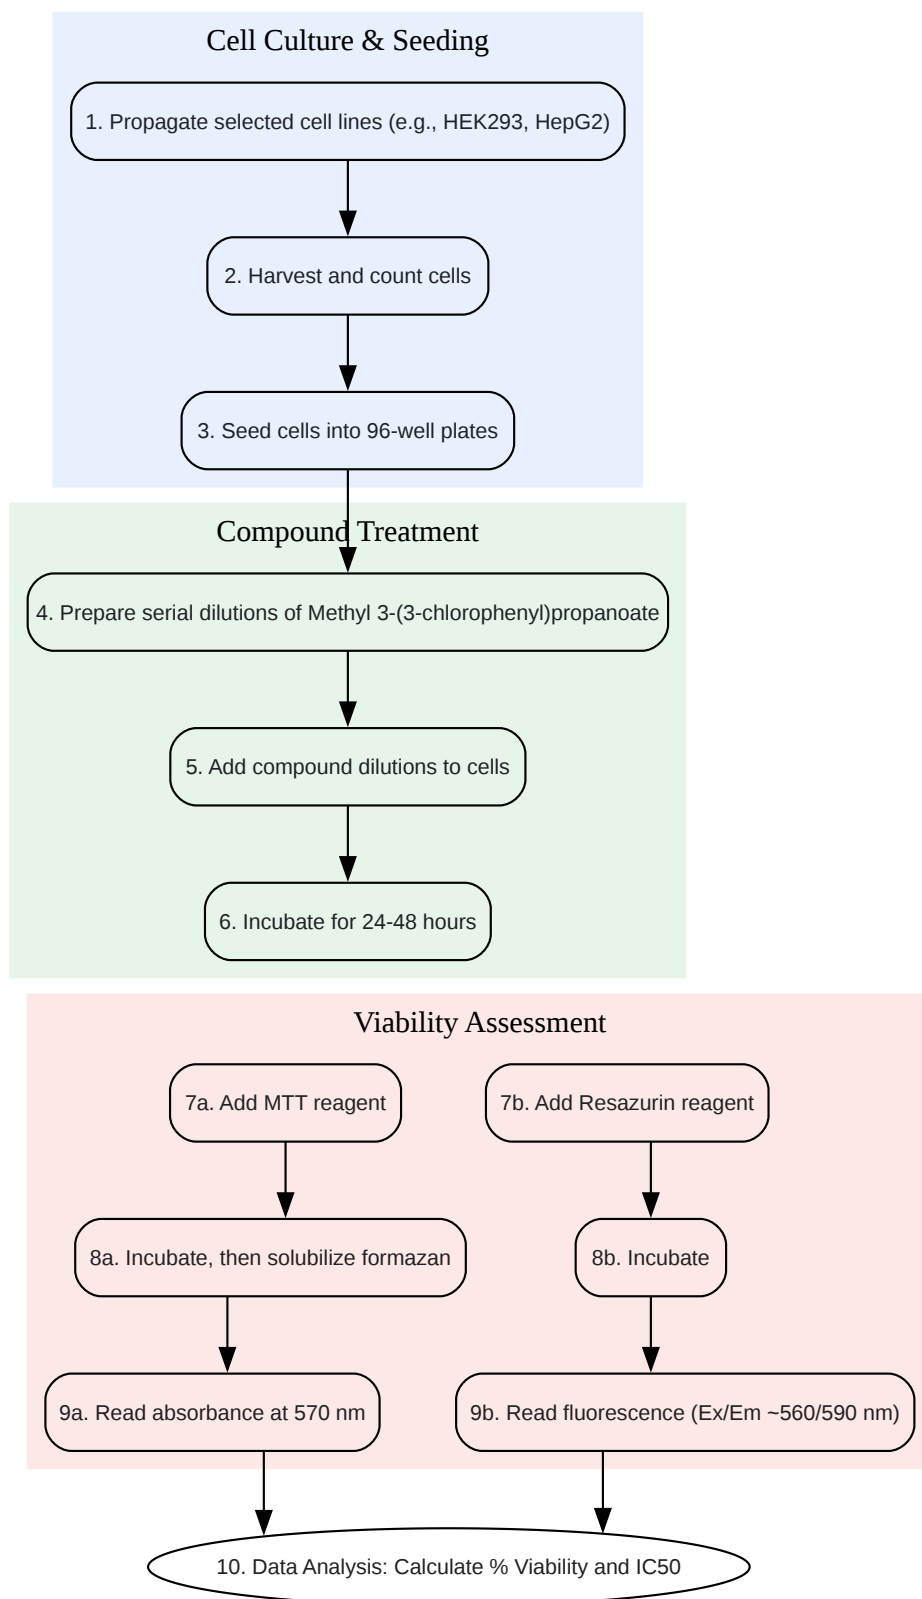 Cell Culture & Seeding
1. Propagate selected cell lines (e.g., HEK293, HepG2)
2. Harvest and count cells
3. Seed cells into 96-well plates
Compound Treatment
4. Prepare serial dilutions of Methyl 3-(3-chlorophenyl)propanoate
5. Add compound dilutions to cells
6. Incubate for 24-48 hours
Viability Assessment
7a. Add MTT reagent
7b. Add Resazurin reagent
8a. Incubate, then solubilize formazan
8b. Incubate
9a. Read absorbance at 570 nm
9b. Read fluorescence (Ex/Em ~560/590 nm)
10. Data Analysis: Calculate % Viability and IC50